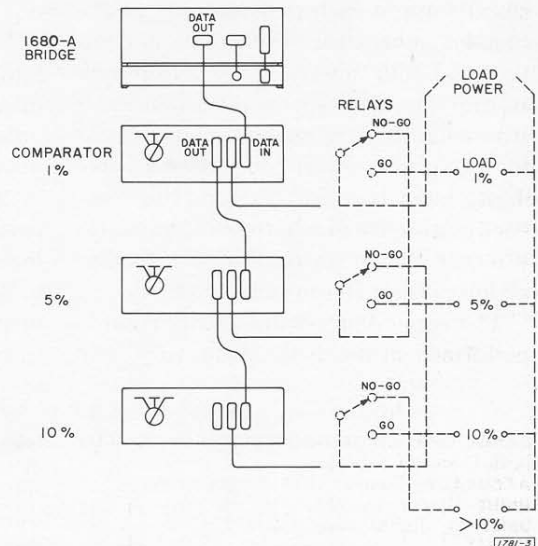 1680-A
BRIDGE
DATA
OUT
COMPARATOR
1%
DATA
OUT
DATA
IN
RELAYS
LOAD
POWER
NO-GO
GO
LOAD
1%
5%
NO-GO
GO
5%
10%
NO-GO
GO
10%
>10%
1781-3